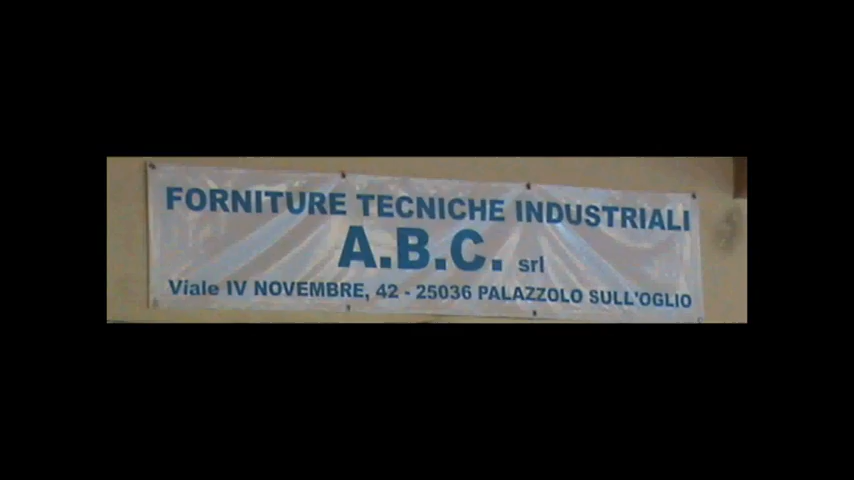 FORNITURE TECNICHE INDUSTRIALI
A.B.C. srl
Viale IV NOVEMBRE, 42 - 25036 PALAZZOLO SULL'OGLIO